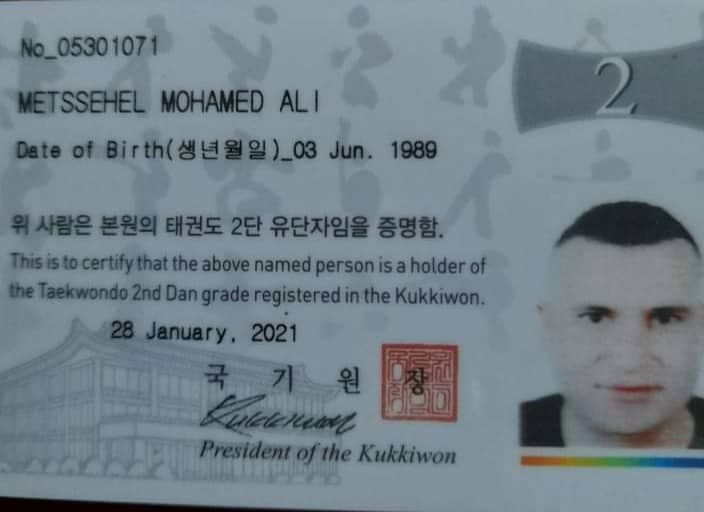 No_05301071
2
METSSEHEL MOHAMED ALI
Date of Birth(생년월일)_03 Jun. 1989
위 사람은 본원의 태권도 2단 유단자임을 증명함.
This is to certify that the above named person is a holder of
the Taekwondo 2nd Dan grade registered in the Kukkiwon.
28 January, 2021
국 기 원 장
Kukkiwon
President of the Kukkiwon